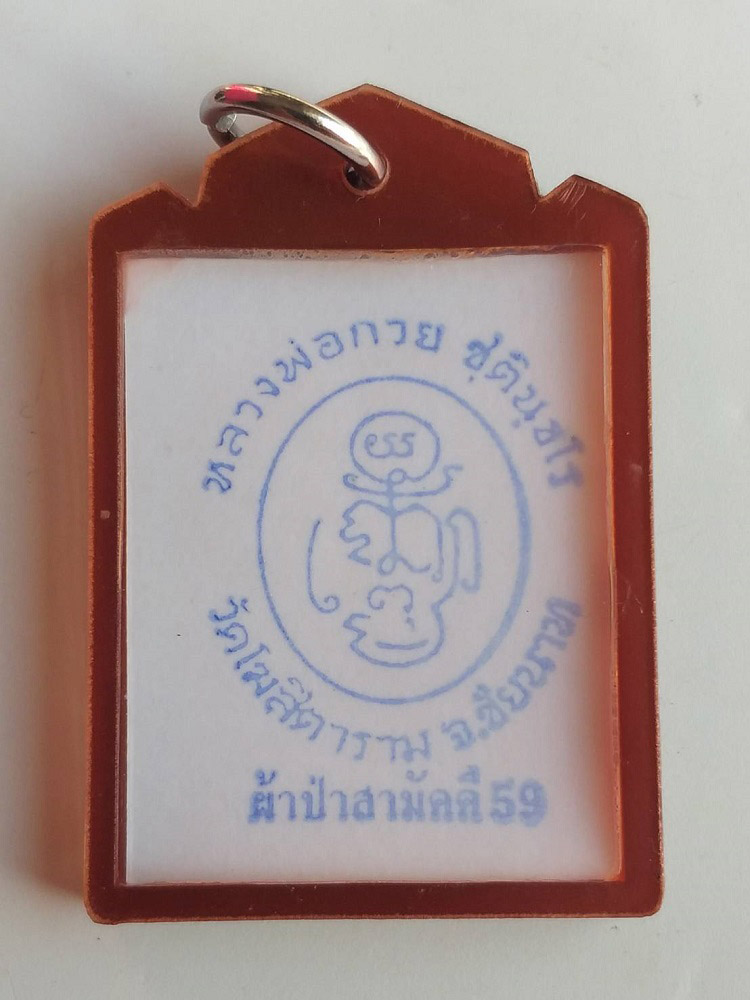 หลวงพ่อกวย ชุตินฺธโร
วัดโฆสิตาราม จ.ชัยนาท
ผ้าป่าสามัคคี 59